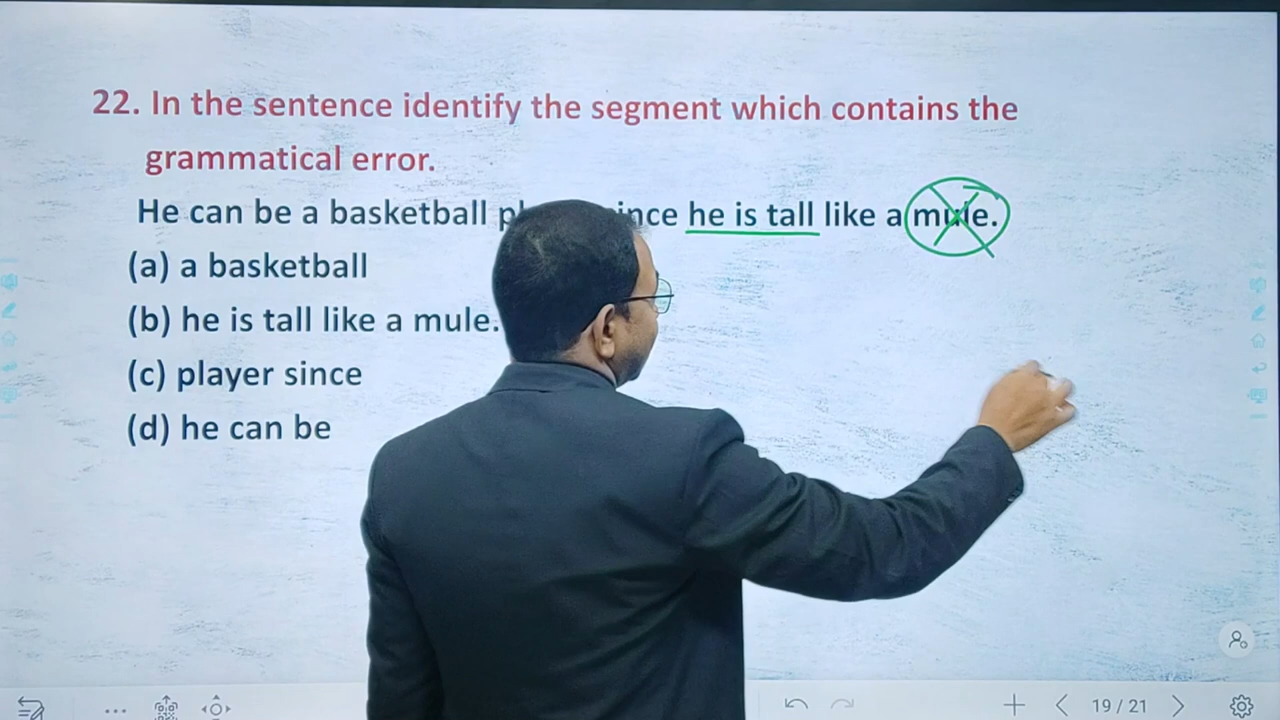 22. In the sentence identify the segment which contains the
grammatical error.
He can be a basketball he is tall like a mule.
(a) a basketball
(b) he is tall like a mule.
(c) player since
(d) he can be
19 / 21